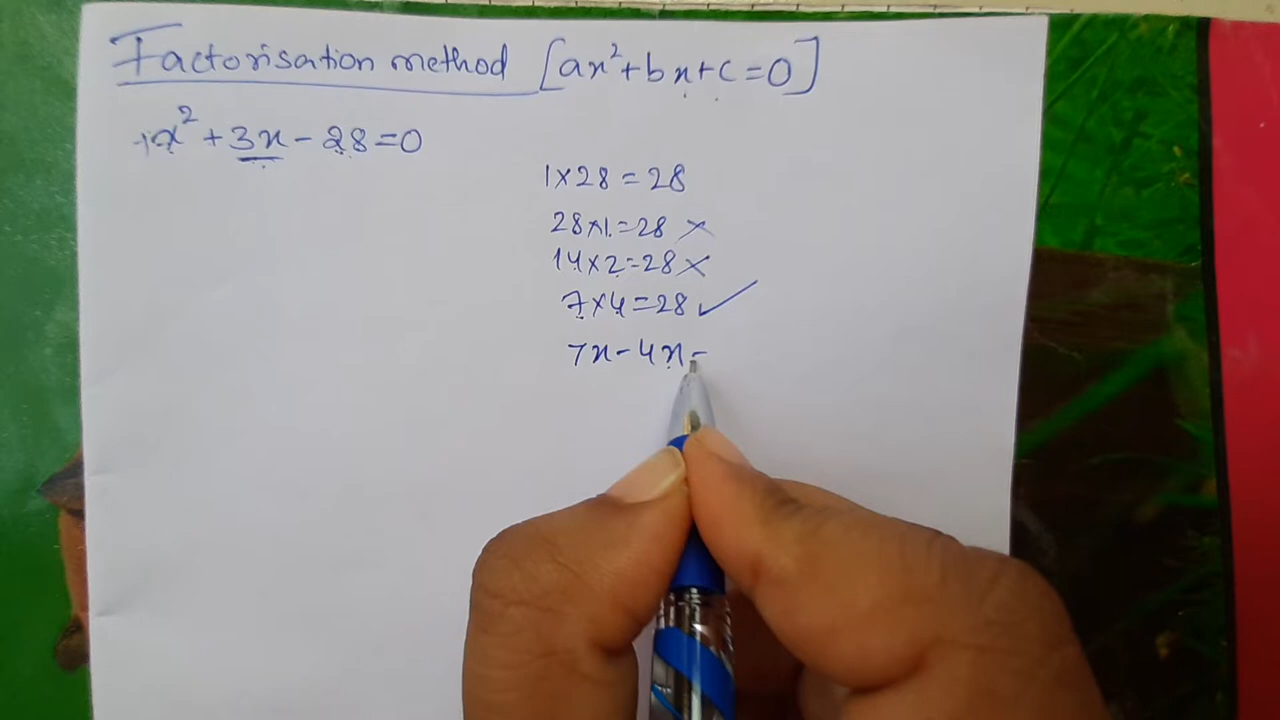 Factorisation method [ax²+bx+c=0]
+x²+3x-28=0
1×28=28
28×1=28 ×
14×2=28 ×
7×4=28 ✓
7x-4x=